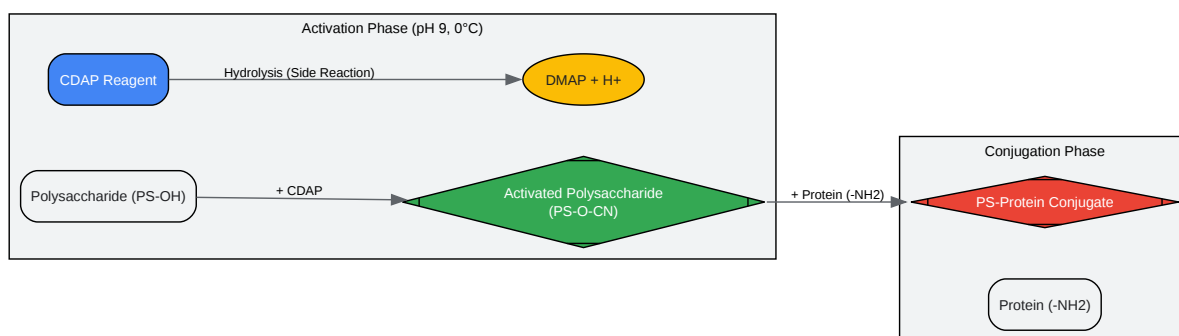 Activation Phase (pH 9, 0°C)
CDAP Reagent
Hydrolysis (Side Reaction)
DMAP + H+
Polysaccharide (PS-OH)
+ CDAP
Activated Polysaccharide
(PS-O-CN)
+ Protein (-NH2)
Conjugation Phase
PS-Protein Conjugate
Protein (-NH2)